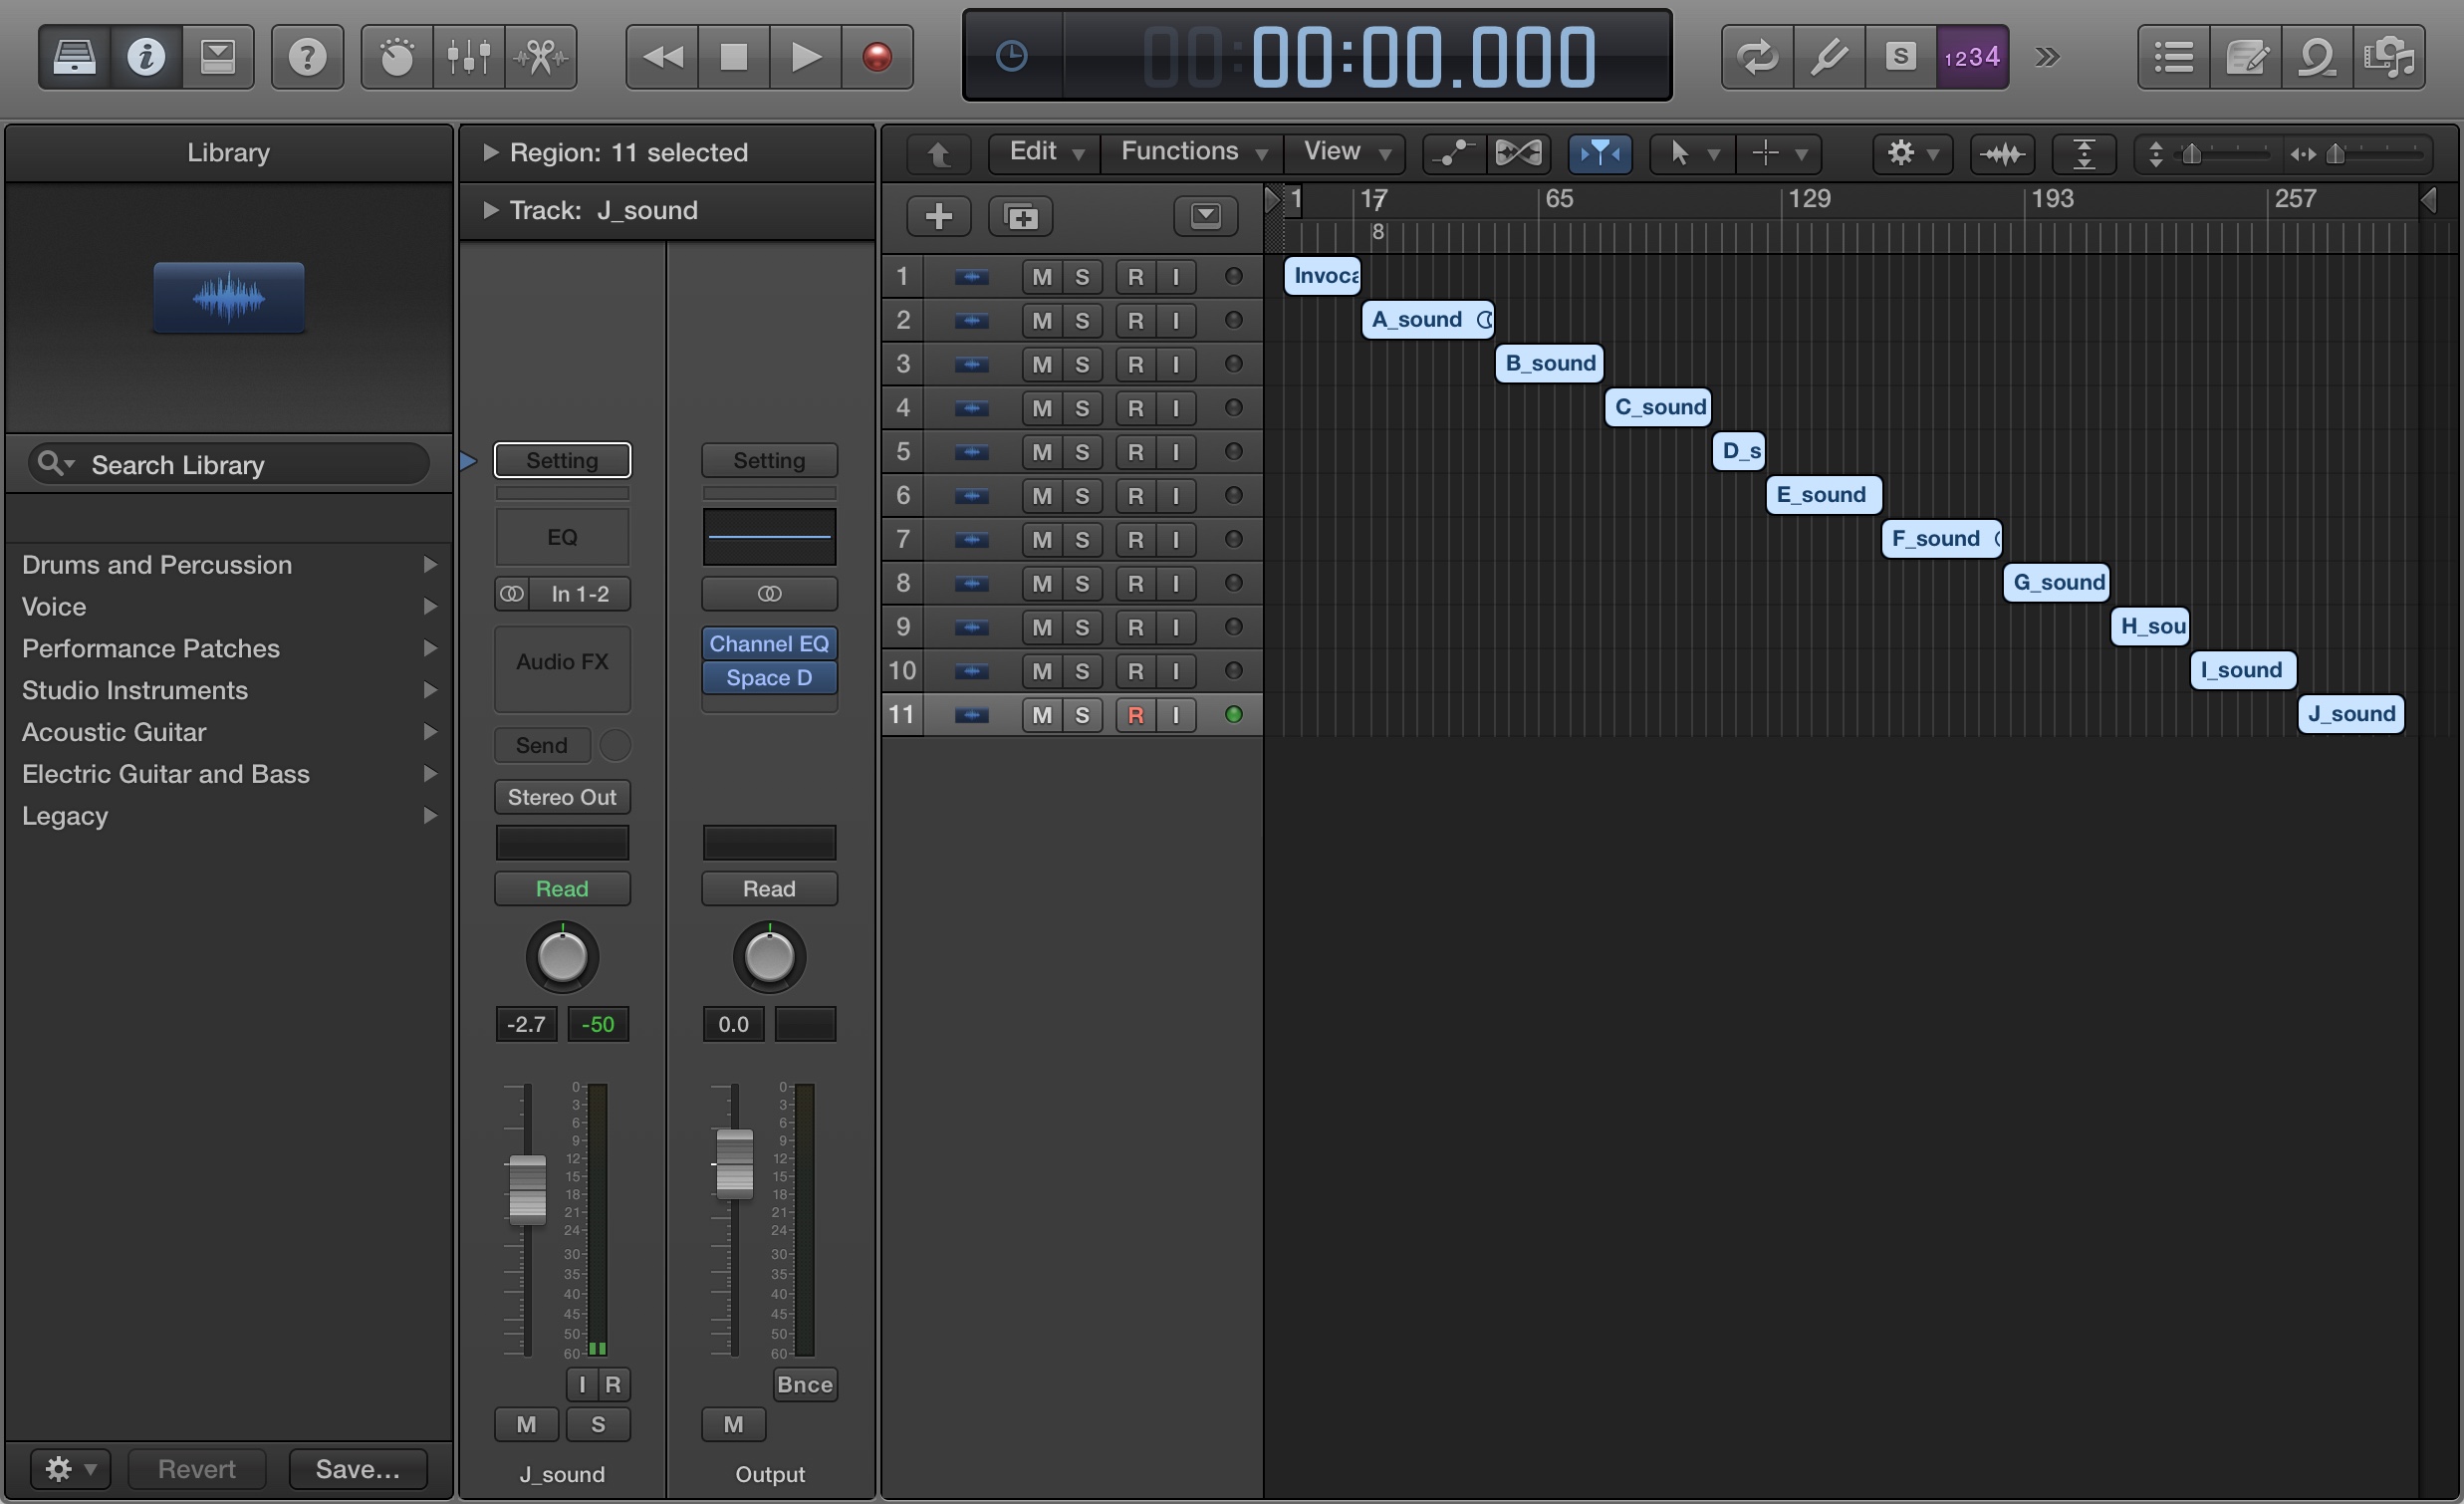 00:00:00.000
S
1234
Library
Region: 11 selected
Edit
Functions
View
Track: J_sound
1
17
65
129
193
257
7
8
Search Library
Drums and Percussion
Voice
Performance Patches
Studio Instruments
Acoustic Guitar
Electric Guitar and Bass
Legacy
Revert
Save...
Setting
EQ
In 1-2
Audio FX
Send
Stereo Out
Read
-2.7
-50
0
3
6
9
12
15
18
21
24
30
35
40
45
50
60
I R
M S
J_sound
Setting
Channel EQ
Space D
Read
0.0
0
3
6
9
12
15
18
21
24
30
35
40
45
50
60
Bnce
M
Output
1 M S R I Invoca
2 M S R I A_sound
3 M S R I B_sound
4 M S R I C_sound
5 M S R I D_s
6 M S R I E_sound
7 M S R I F_sound
8 M S R I G_sound
9 M S R I H_sou
10 M S R I I_sound
11 M S R I J_sound